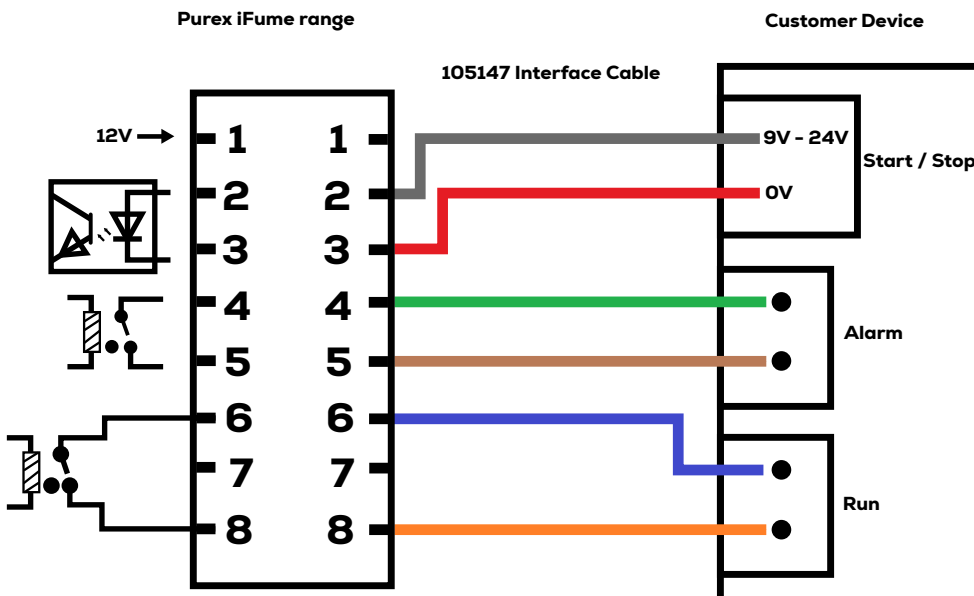 Purex iFume range
Customer Device
105147 Interface Cable
12V
1 1
2 2
3 3
4 4
5 5
6 6
7 7
8 8
9V - 24V
0V
Start / Stop
Alarm
Run